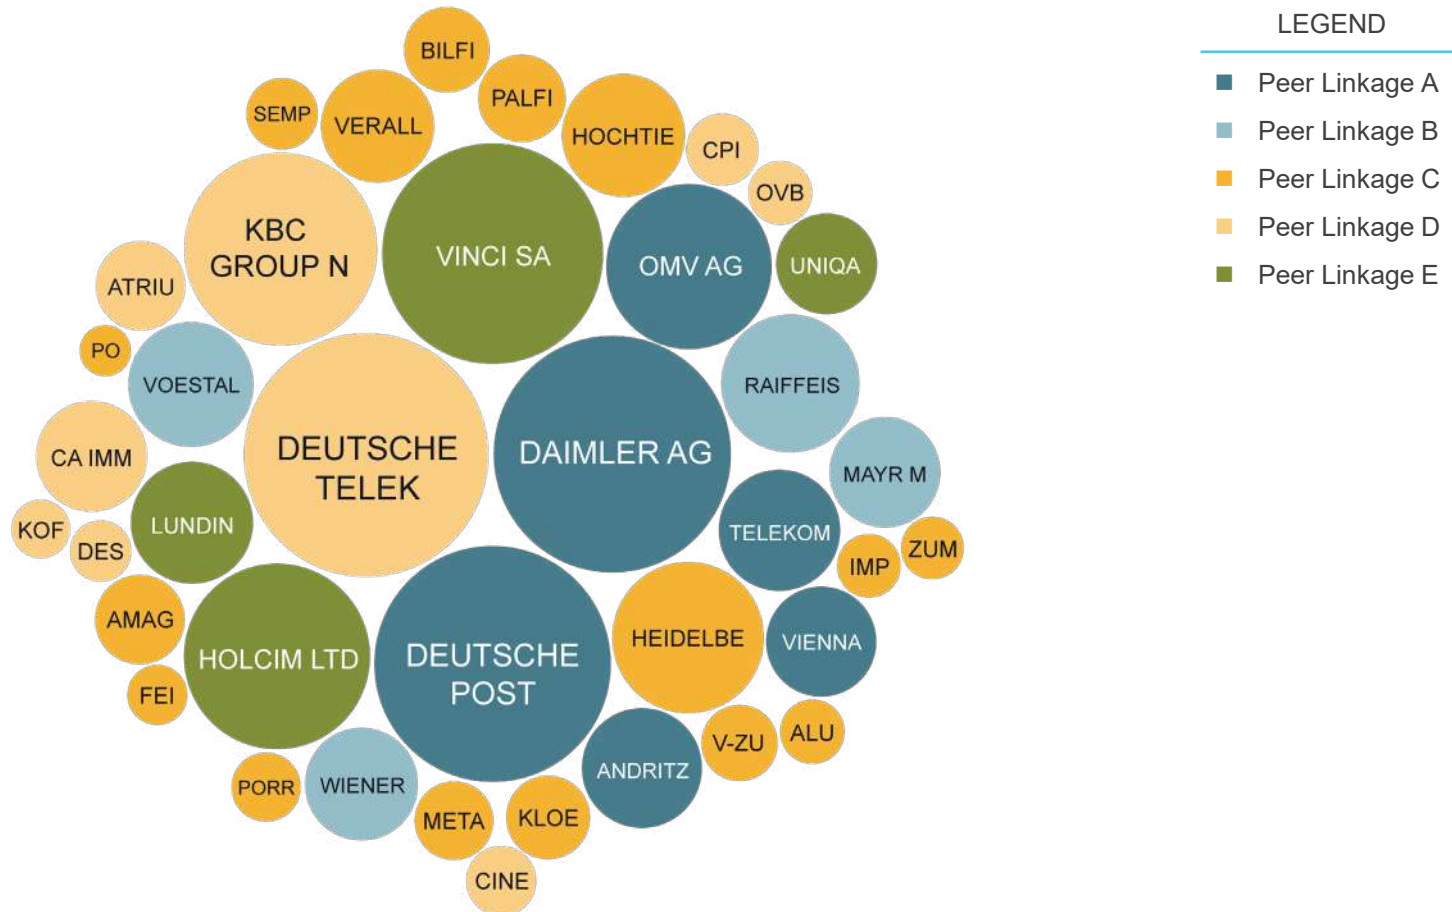 LEGEND
Peer Linkage A
Peer Linkage B
Peer Linkage C
Peer Linkage D
Peer Linkage E
BILFI
PALFI
SEMP
VERALL
HOCHTIE
CPI
OVB
KBC
GROUP N
VINCI SA
OMV AG
UNIQA
ATRIU
PO
VOESTAL
RAIFFEIS
DEUTSCHE
TELEK
DAIMLER AG
CA IMM
MAYR M
KOF
DES
LUNDIN
TELEKOM
IMP
ZUM
AMAG
HOLCIM LTD
DEUTSCHE
POST
HEIDELBE
VIENNA
FEI
V-ZU
ALU
ANDRITZ
PORR
WIENER
META
KLOE
CINE